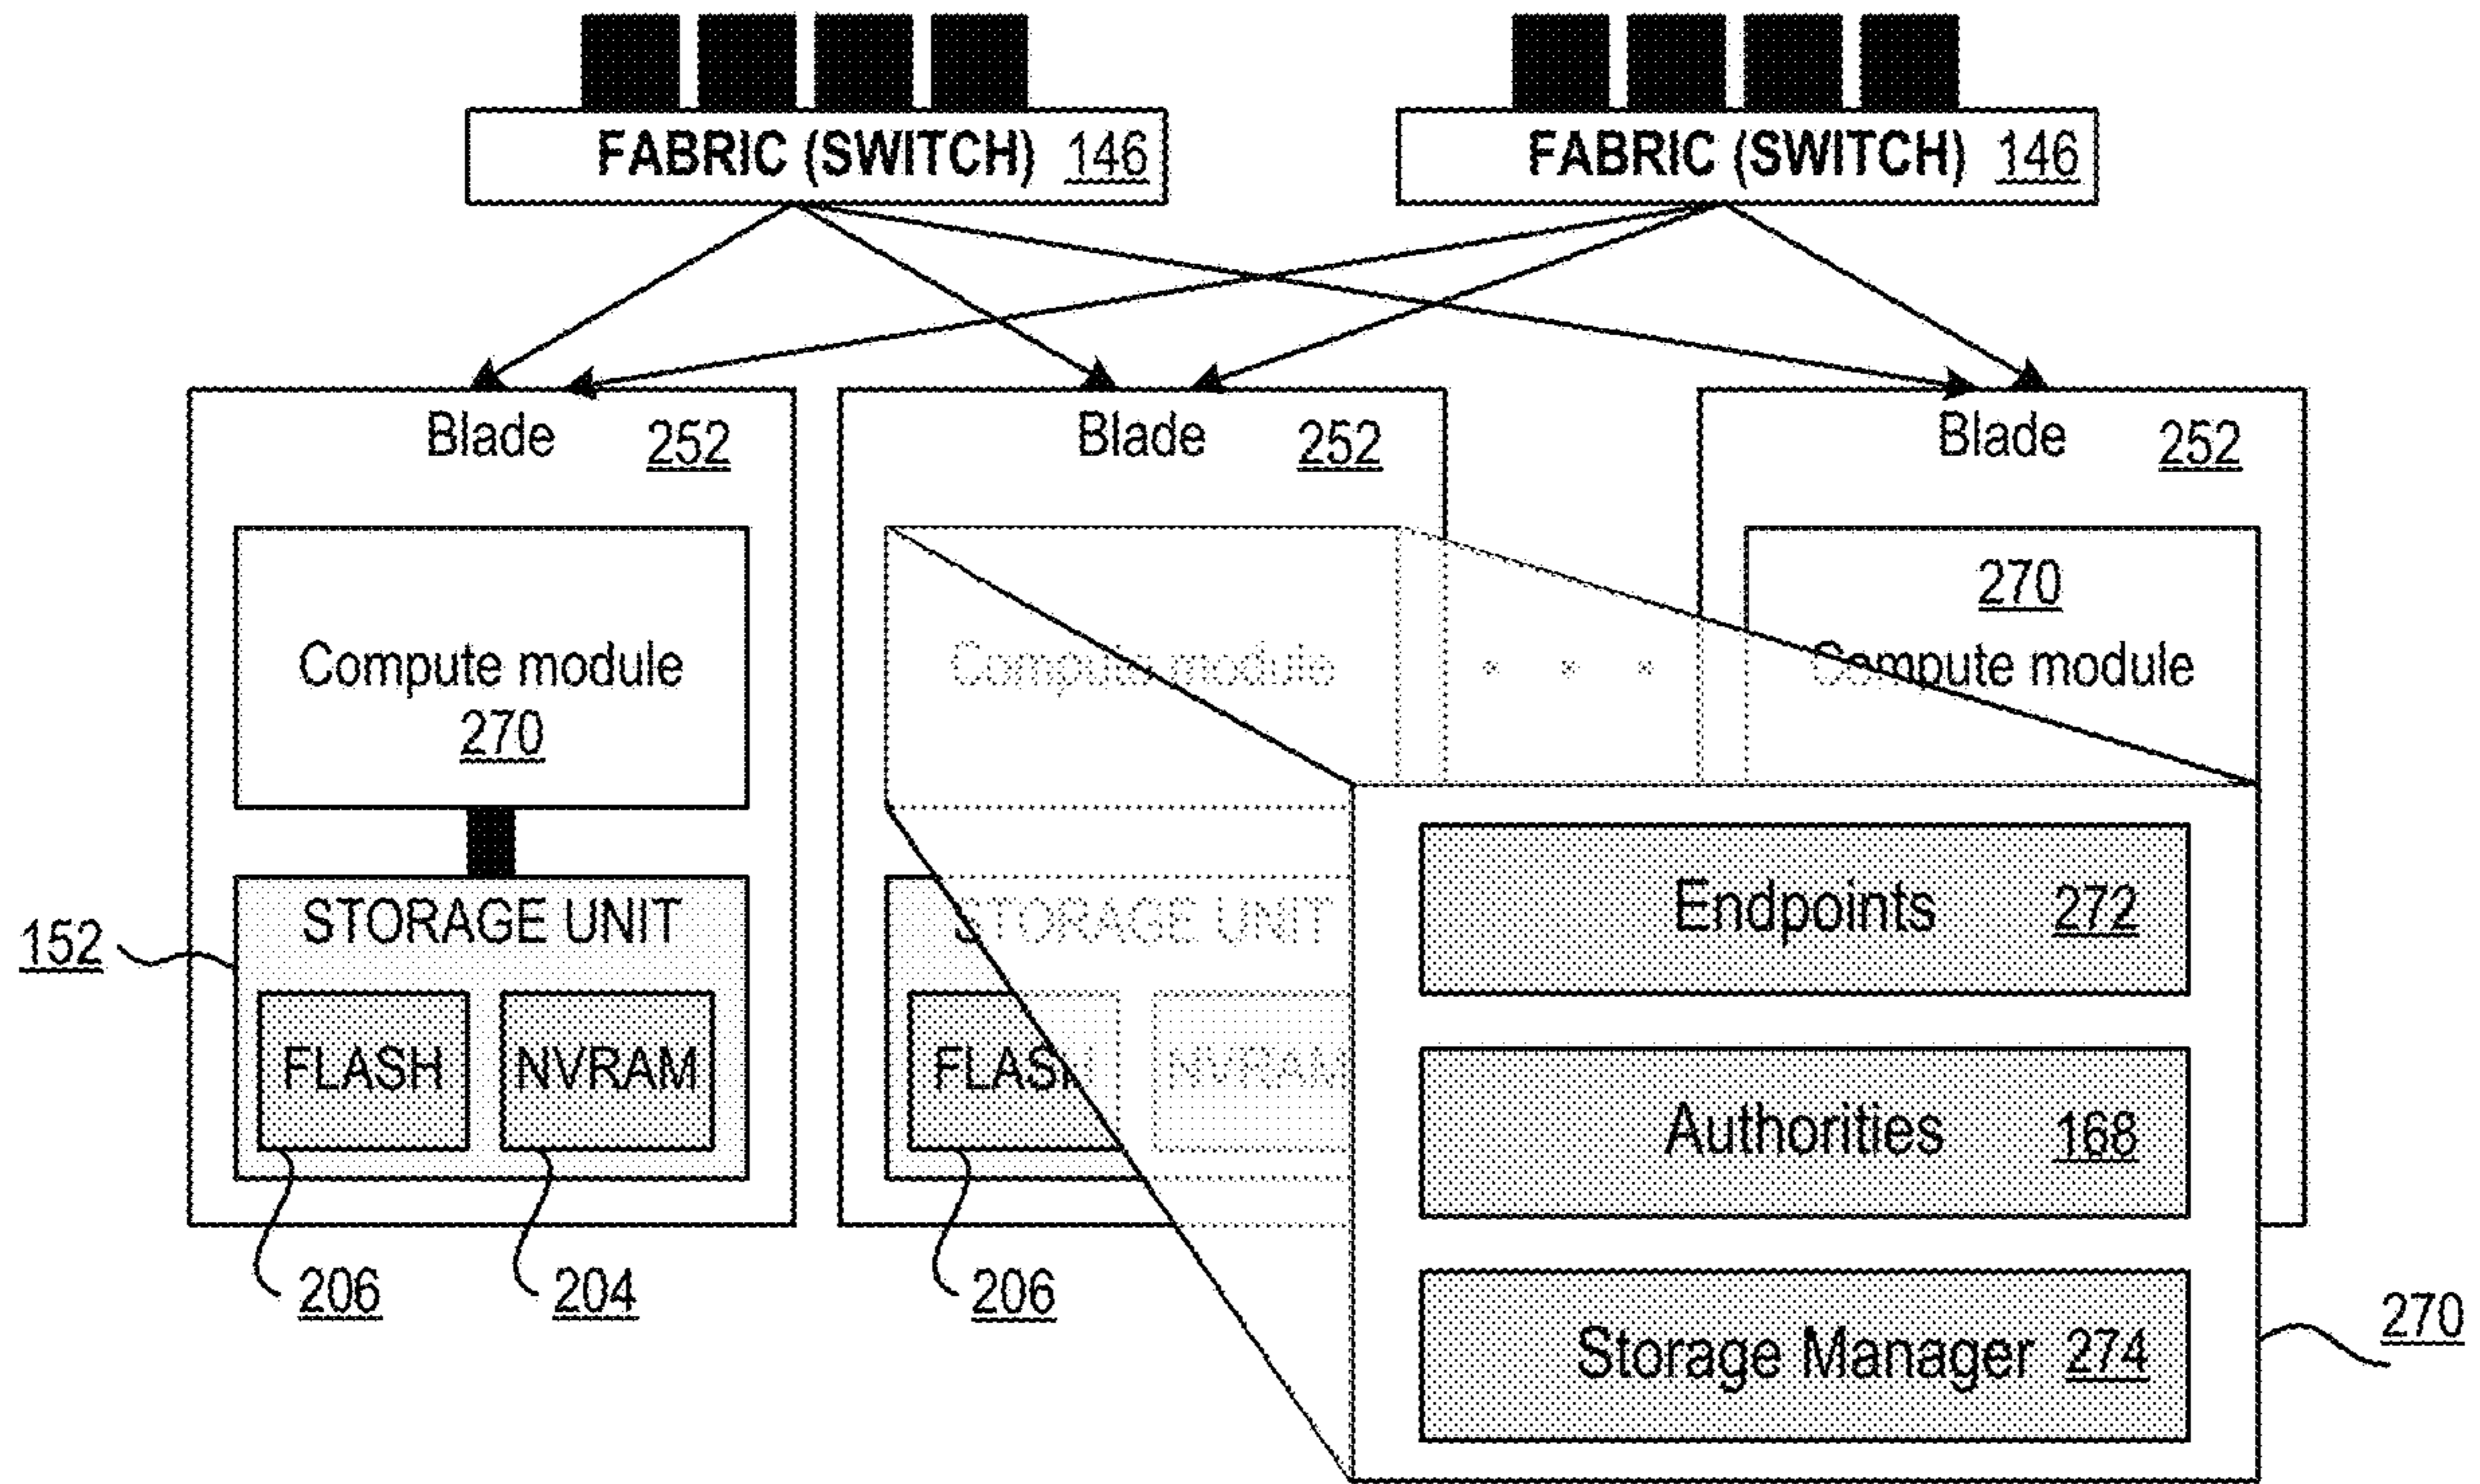 FABRIC (SWITCH) 146
FABRIC (SWITCH) 146
Blade 252
Blade 252
Blade 252
Compute module
270
Compute module
270
Compute module
152
STORAGE UNIT
FLASH
NVRAM
STORAGE UNIT
FLASH
NVRAM
206
204
206
Endpoints 272
Authorities 168
Storage Manager 274
270